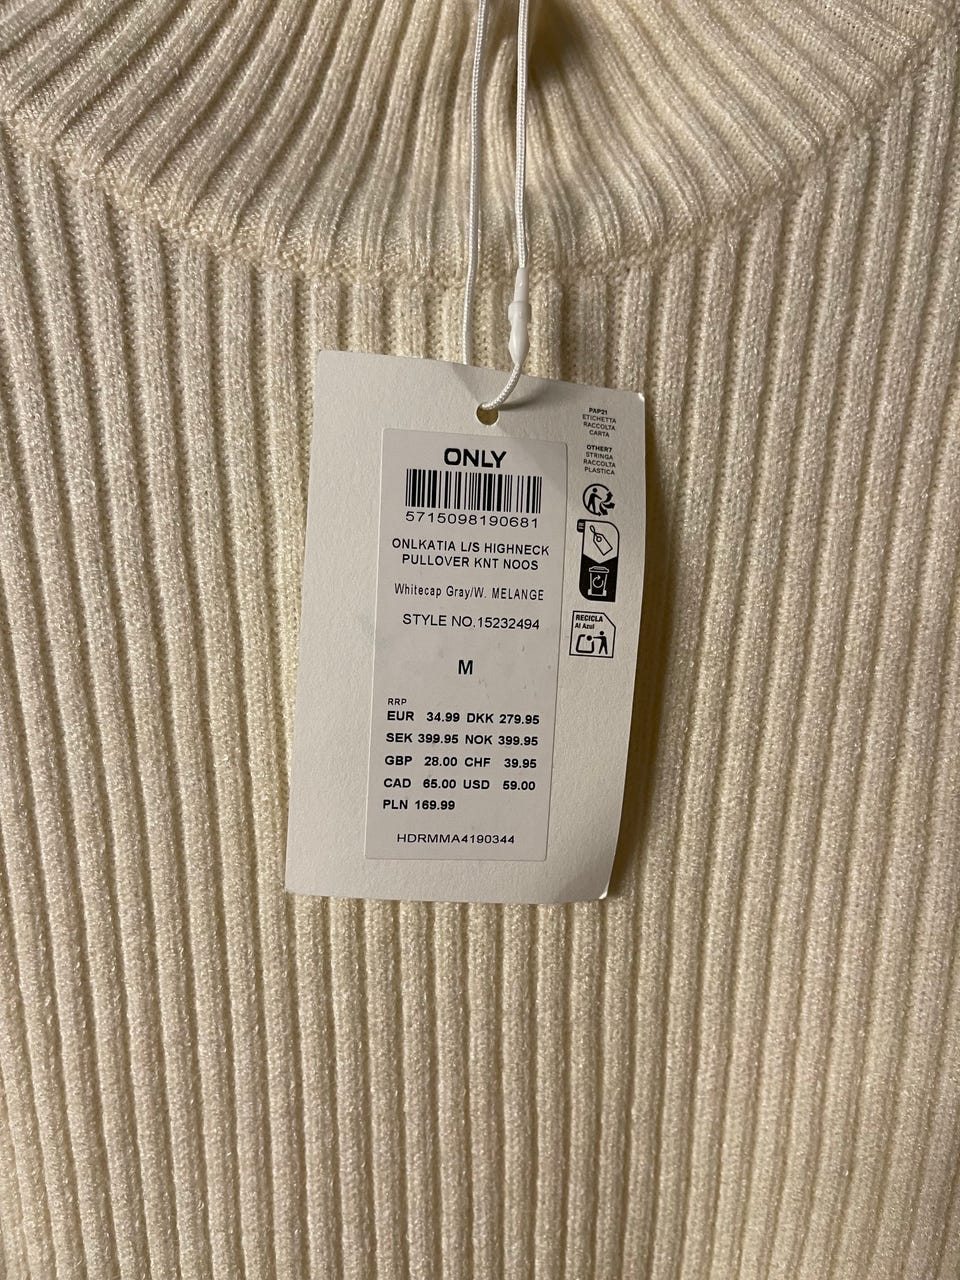 PAP21
ETICHETTA
RACCOLTA
CARTA
OTHER7
STRINGA
RACCOLTA
PLASTICA
ONLY
5715098190681
ONLKATIA L/S HIGHNECK
PULLOVER KNT NOOS
Whitecap Gray/W. MELANGE
STYLE NO.15232494
M
RRP
EUR 34.99 DKK 279.95
SEK 399.95 NOK 399.95
GBP 28.00 CHF 39.95
CAD 65.00 USD 59.00
PLN 169.99
HDRMMA4190344
RECICLA
Al Azul